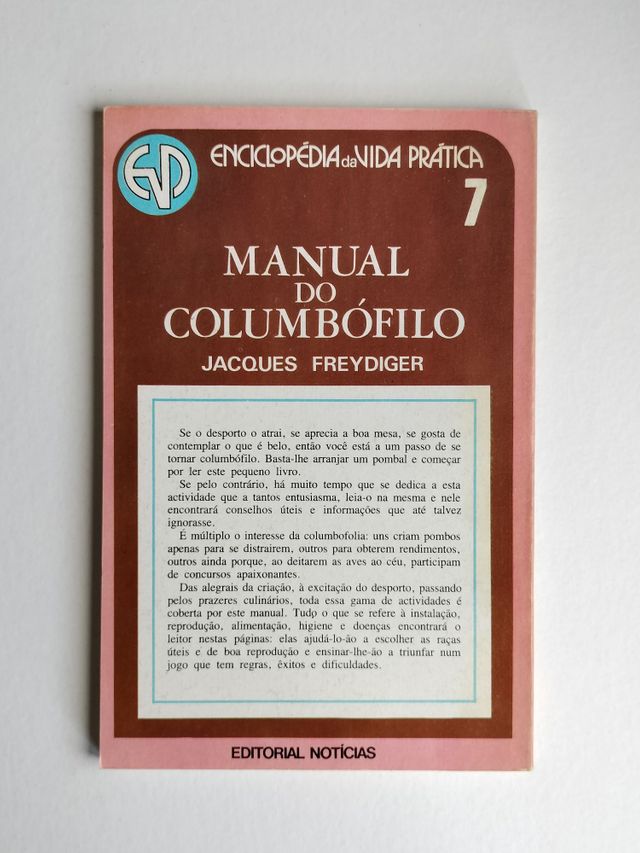 EVP
ENCICLOPÉDIA da VIDA PRÁTICA
7
MANUAL
DO
COLUMBÓFILO
JACQUES FREYDIGER
Se o desporto o atrai, se aprecia a boa mesa, se gosta de
contemplar o que é belo, então você está a um passo de se
tornar columbófilo. Basta-lhe arranjar um pombal e começar
por ler este pequeno livro.
Se pelo contrário, há muito tempo que se dedica a esta
actividade que a tantos entusiasma, leia-o na mesma e nele
encontrará conselhos úteis e informações que até talvez
ignorasse.
É múltiplo o interesse da columbofolia: uns criam pombos
apenas para se distrairem, outros para obterem rendimentos,
outros ainda porque, ao deitarem as aves ao céu, participam
de concursos apaixonantes.
Das alegrais da criação, à excitação do desporto, passando
pelos prazeres culinários, toda essa gama de actividades é
coberta por este manual. Tudo o que se refere à instalação,
reprodução, alimentação, higiene e doenças encontrará o
leitor nestas páginas: elas ajudá-lo-ão a escolher as raças
úteis e de boa reprodução e ensinar-lhe-ão a triunfar num
jogo que tem regras, êxitos e dificuldades.
EDITORIAL NOTÍCIAS